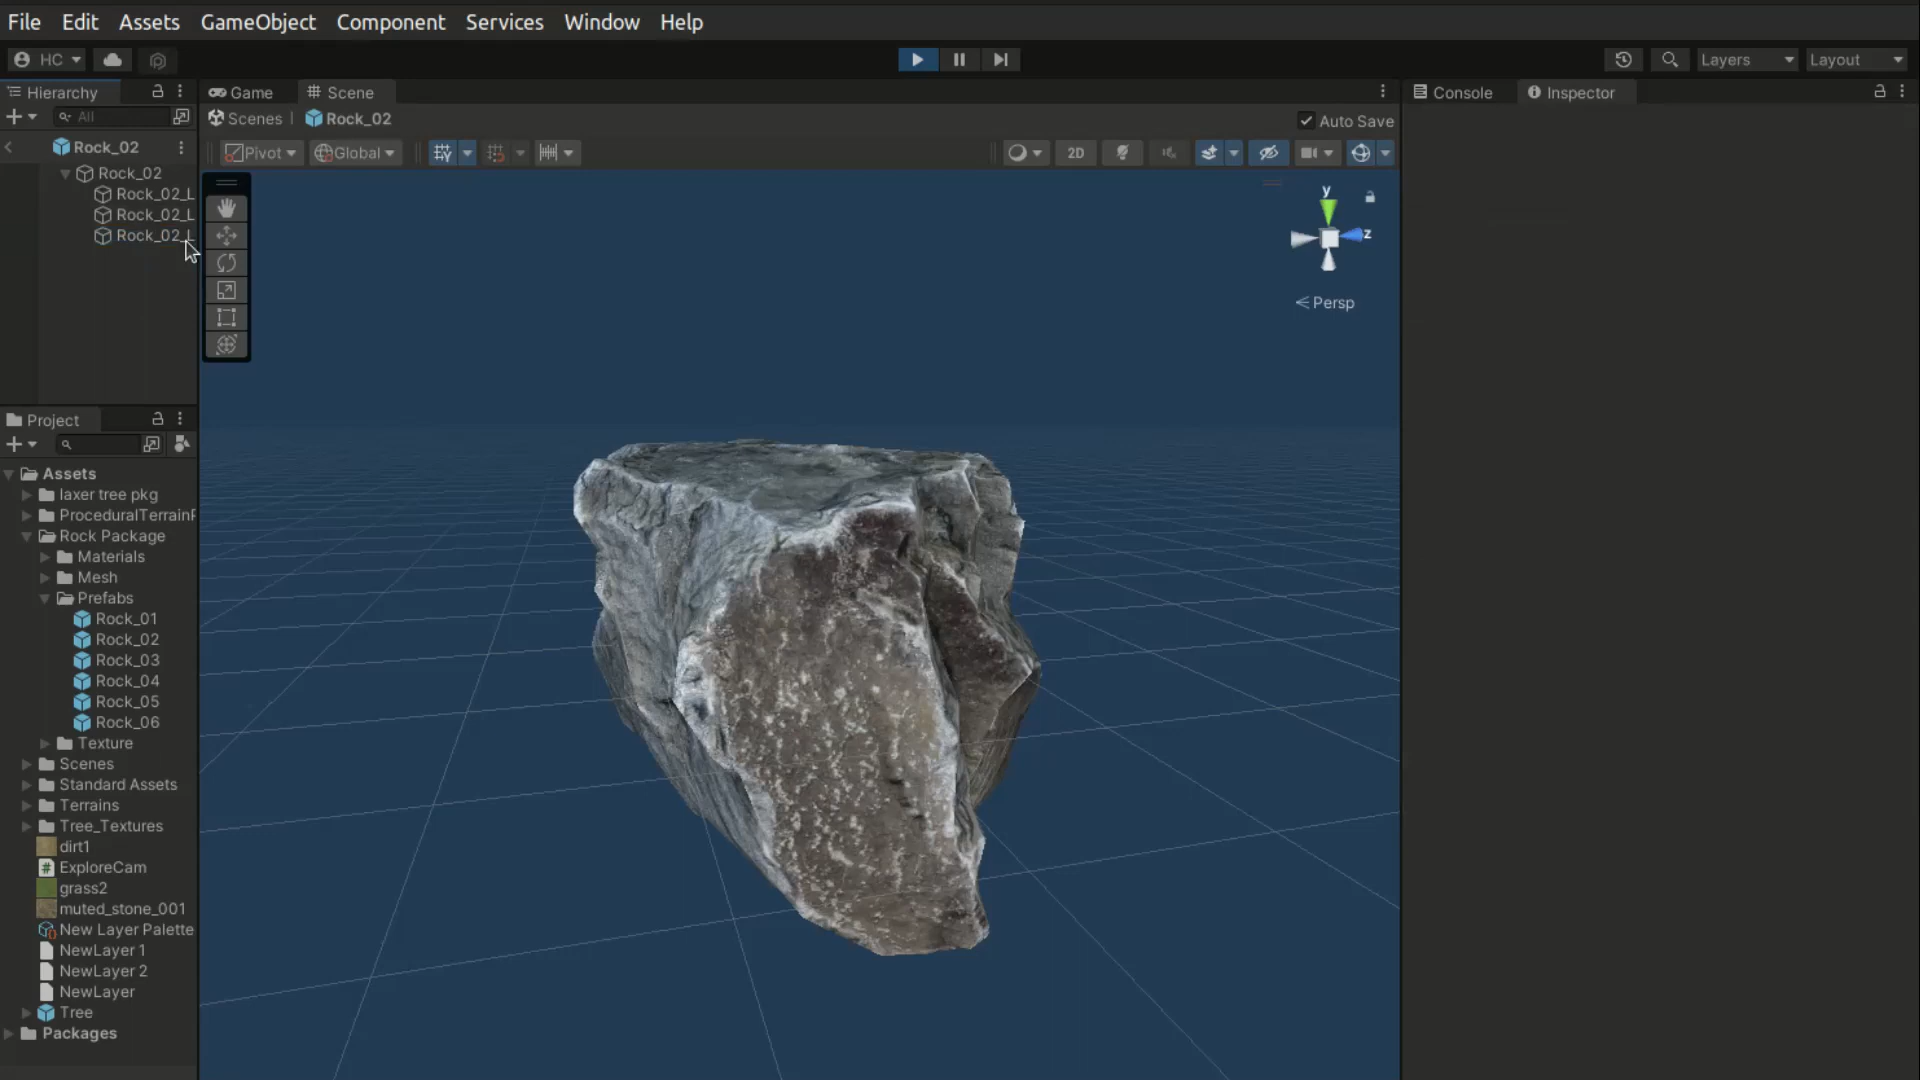 File Edit Assets GameObject Component Services Window Help
HC Layers Layout
Hierarchy Game Scene Console Inspector
All Scenes Rock_02 Auto Save
Rock_02 Pivot Global 2D
Rock_02
Rock_02_L
Rock_02_L
Rock_02_L
y
z
Persp
Project
Assets
laxer tree pkg
ProceduralTerrainP
Rock Package
Materials
Mesh
Prefabs
Rock_01
Rock_02
Rock_03
Rock_04
Rock_05
Rock_06
Texture
Scenes
Standard Assets
Terrains
Tree_Textures
dirt1
ExploreCam
grass2
muted_stone_001
New Layer Palette
NewLayer 1
NewLayer 2
NewLayer
Tree
Packages